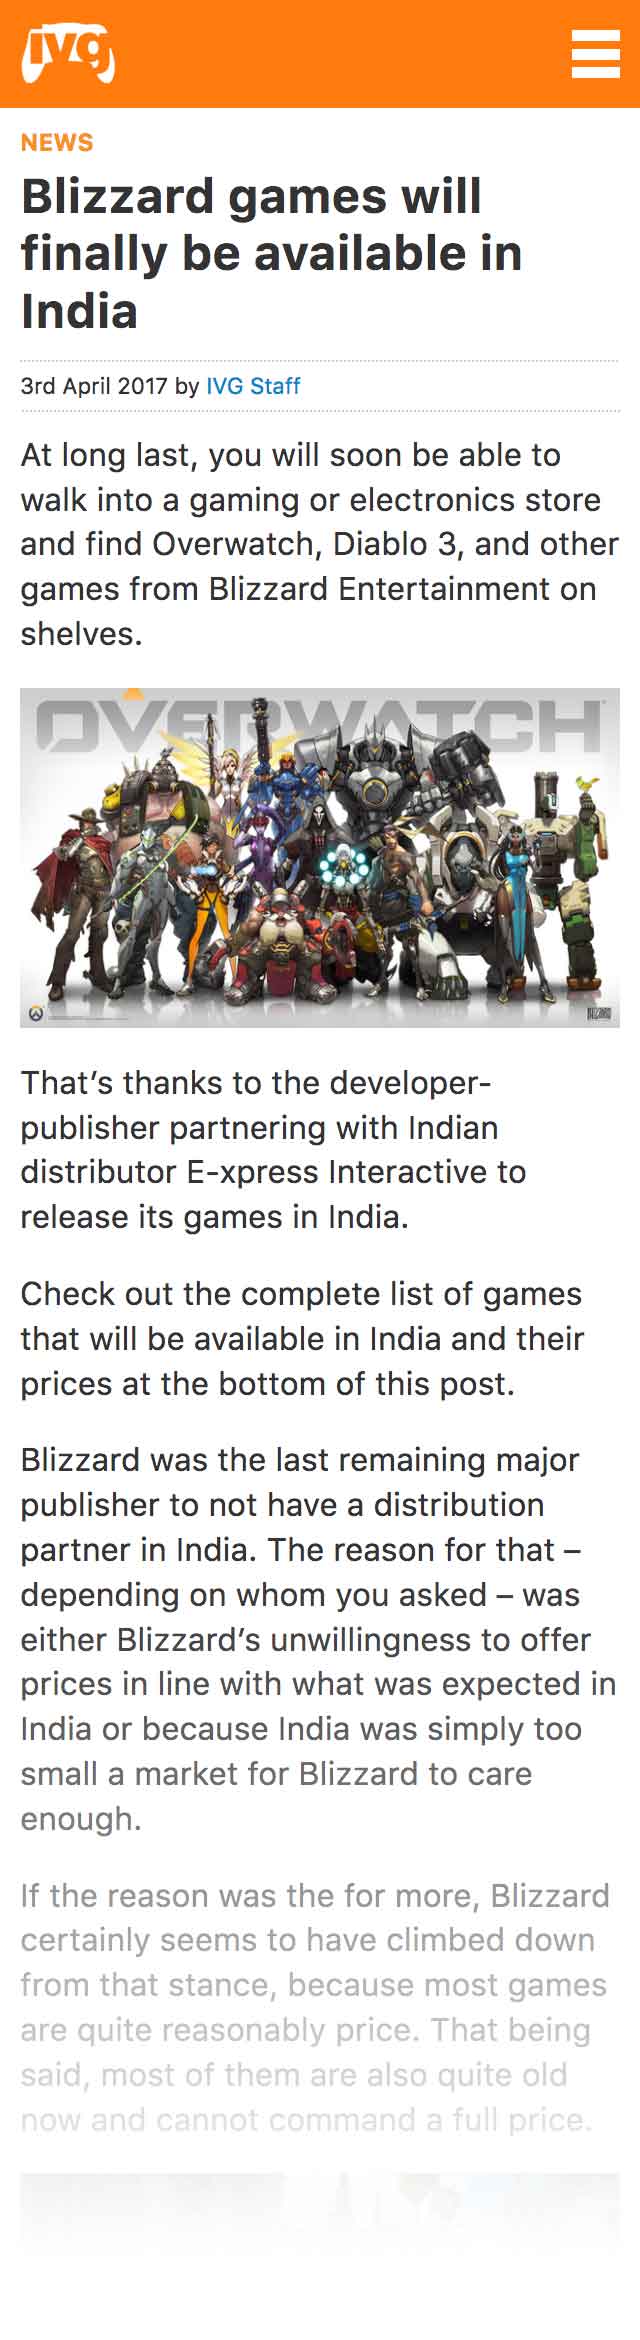 ivg
NEWS
Blizzard games will
finally be available in
India
3rd April 2017 by IVG Staff
At long last, you will soon be able to
walk into a gaming or electronics store
and find Overwatch, Diablo 3, and other
games from Blizzard Entertainment on
shelves.
OVERWATCH
BLIZZARD
That’s thanks to the developer-
publisher partnering with Indian
distributor E-xpress Interactive to
release its games in India.
Check out the complete list of games
that will be available in India and their
prices at the bottom of this post.
Blizzard was the last remaining major
publisher to not have a distribution
partner in India. The reason for that –
depending on whom you asked – was
either Blizzard’s unwillingness to offer
prices in line with what was expected in
India or because India was simply too
small a market for Blizzard to care
enough.
If the reason was the for more, Blizzard
certainly seems to have climbed down
from that stance, because most games
are quite reasonably price. That being
said, most of them are also quite old
now and cannot command a full price.